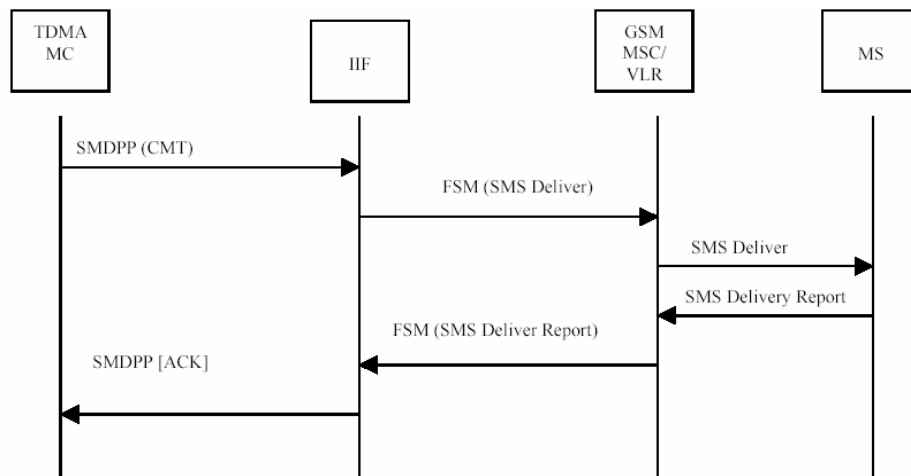 TDMA
MC
IIF
GSM
MSC/
VLR
MS
SMDPP (CMT)
FSM (SMS Deliver)
SMS Deliver
SMS Delivery Report
FSM (SMS Deliver Report)
SMDPP [ACK]